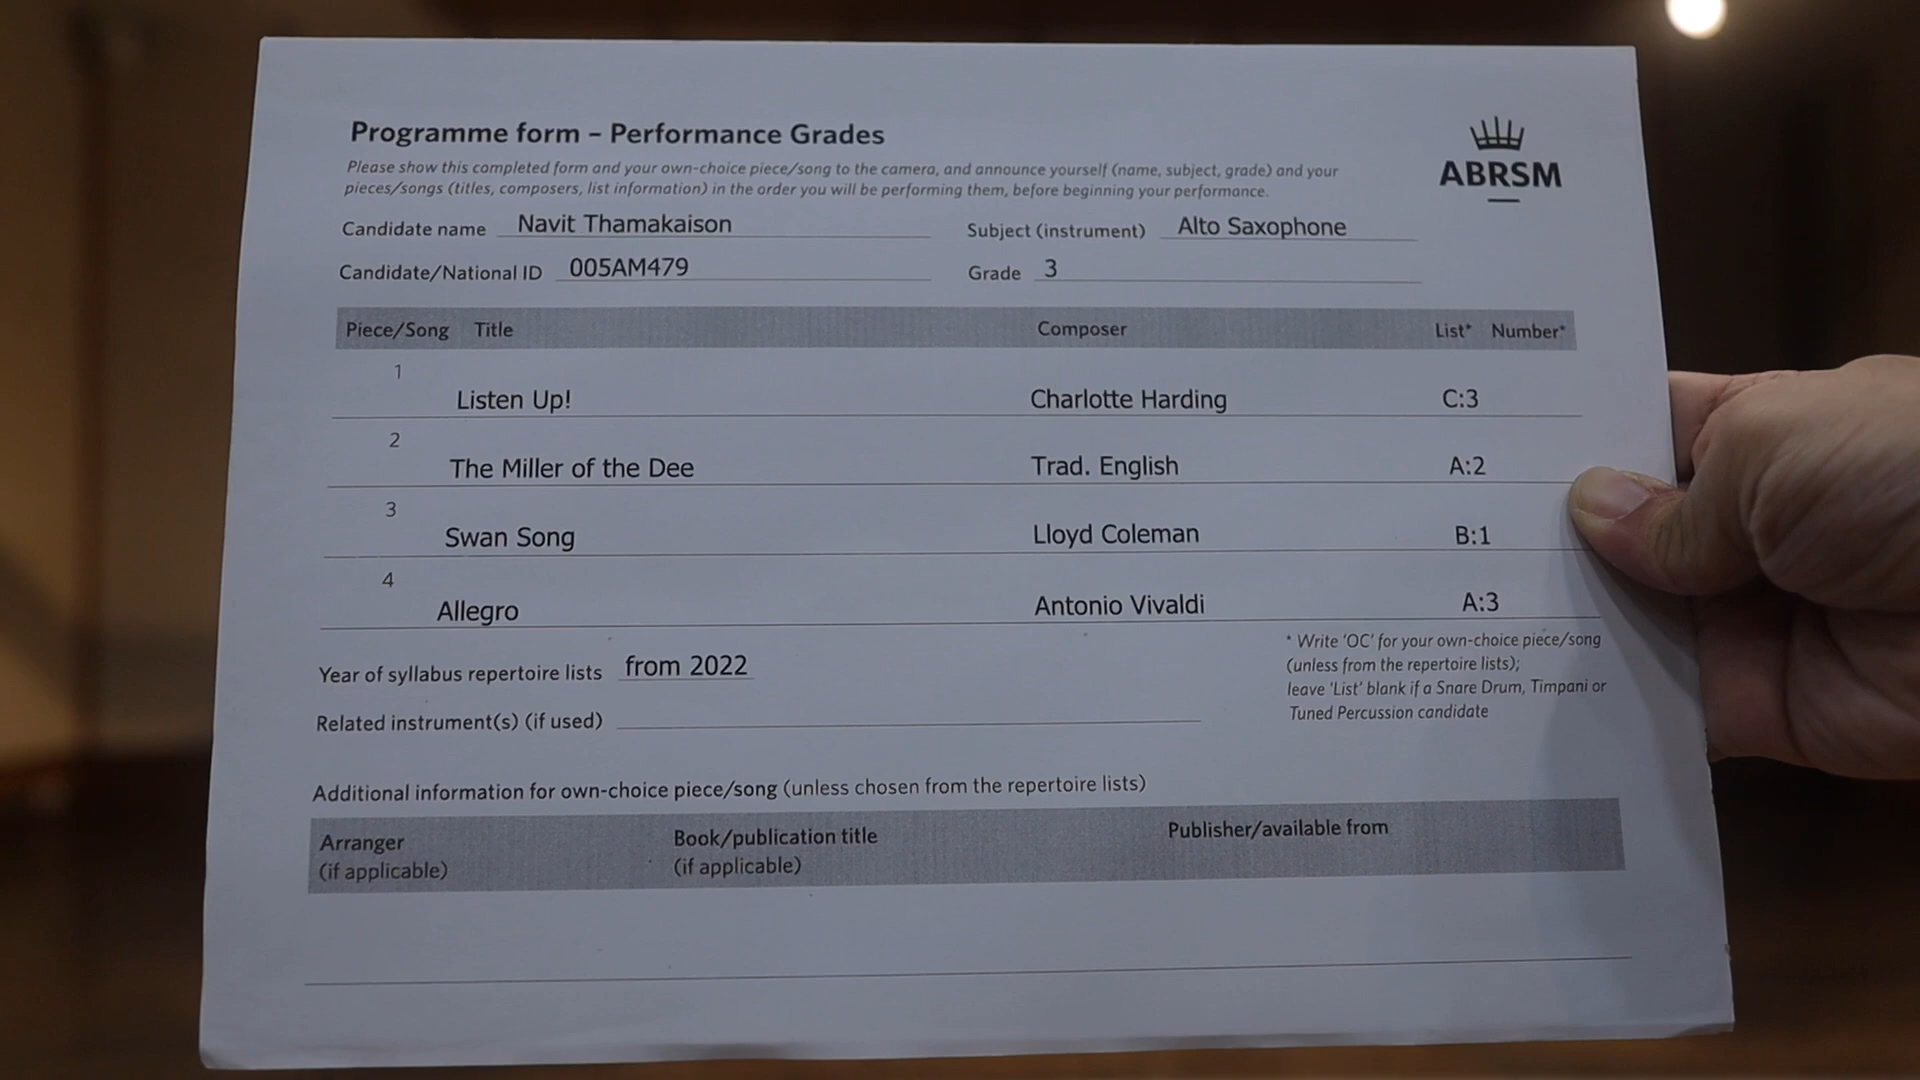 Programme form – Performance Grades
Please show this completed form and your own-choice piece/song to the camera, and announce yourself (name, subject, grade) and your
pieces/songs (titles, composers, list information) in the order you will be performing them, before beginning your performance.
ABRSM
Candidate name Navit Thamakaison Subject (instrument) Alto Saxophone
Candidate/National ID 005AM479 Grade 3
Piece/Song Title Composer List* Number*
1 Listen Up! Charlotte Harding C:3
2 The Miller of the Dee Trad. English A:2
3 Swan Song Lloyd Coleman B:1
4 Allegro Antonio Vivaldi A:3
Year of syllabus repertoire lists from 2022
Related instrument(s) (if used)
* Write 'OC' for your own-choice piece/song
(unless from the repertoire lists);
leave 'List' blank if a Snare Drum, Timpani or
Tuned Percussion candidate
Additional information for own-choice piece/song (unless chosen from the repertoire lists)
Arranger Book/publication title Publisher/available from
(if applicable) (if applicable)